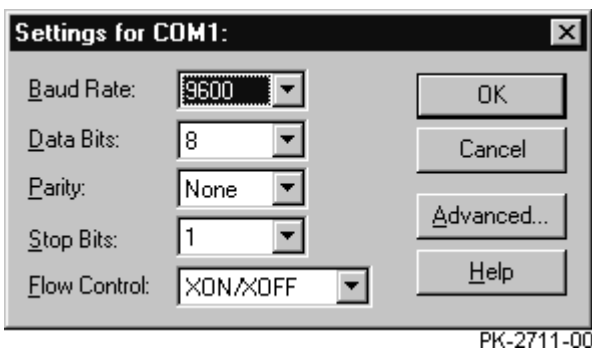 Settings for COM1:
Baud Rate: 9600 OK
Data Bits: 8 Cancel
Parity: None
Advanced...
Stop Bits: 1
Flow Control: XON/XOFF Help
PK-2711-00